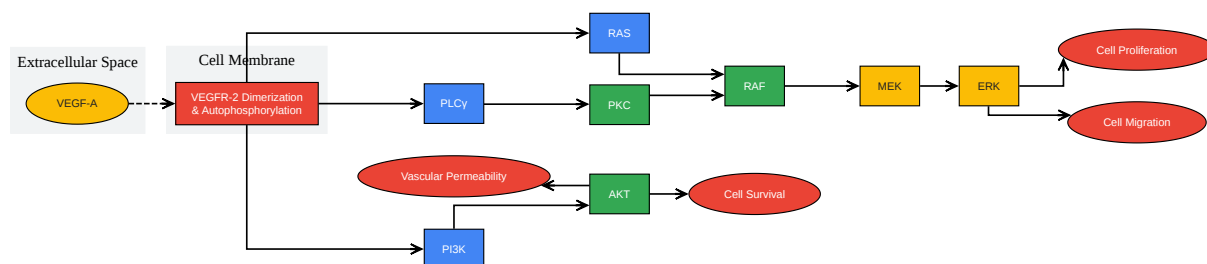 Extracellular Space
VEGF-A
Cell Membrane
VEGFR-2 Dimerization
& Autophosphorylation
RAS
PLCγ
PKC
RAF
MEK
ERK
Cell Proliferation
Cell Migration
Vascular Permeability
AKT
Cell Survival
PI3K